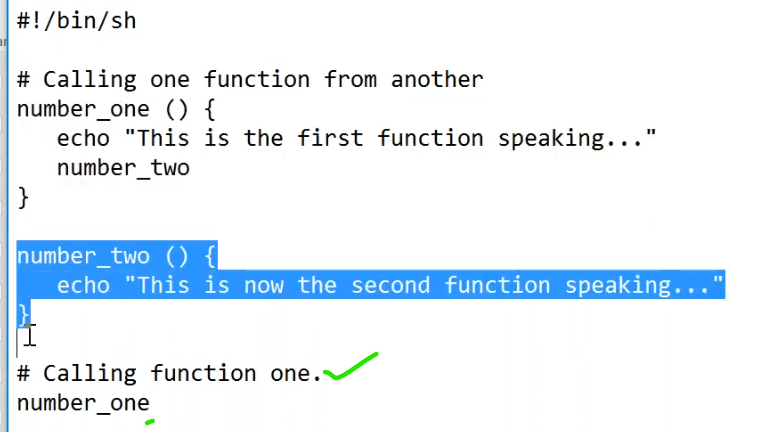 #!/bin/sh
# Calling one function from another
number_one () {
   echo "This is the first function speaking..."
   number_two
}
number_two () {
   echo "This is now the second function speaking..."
}
# Calling function one.
number_one